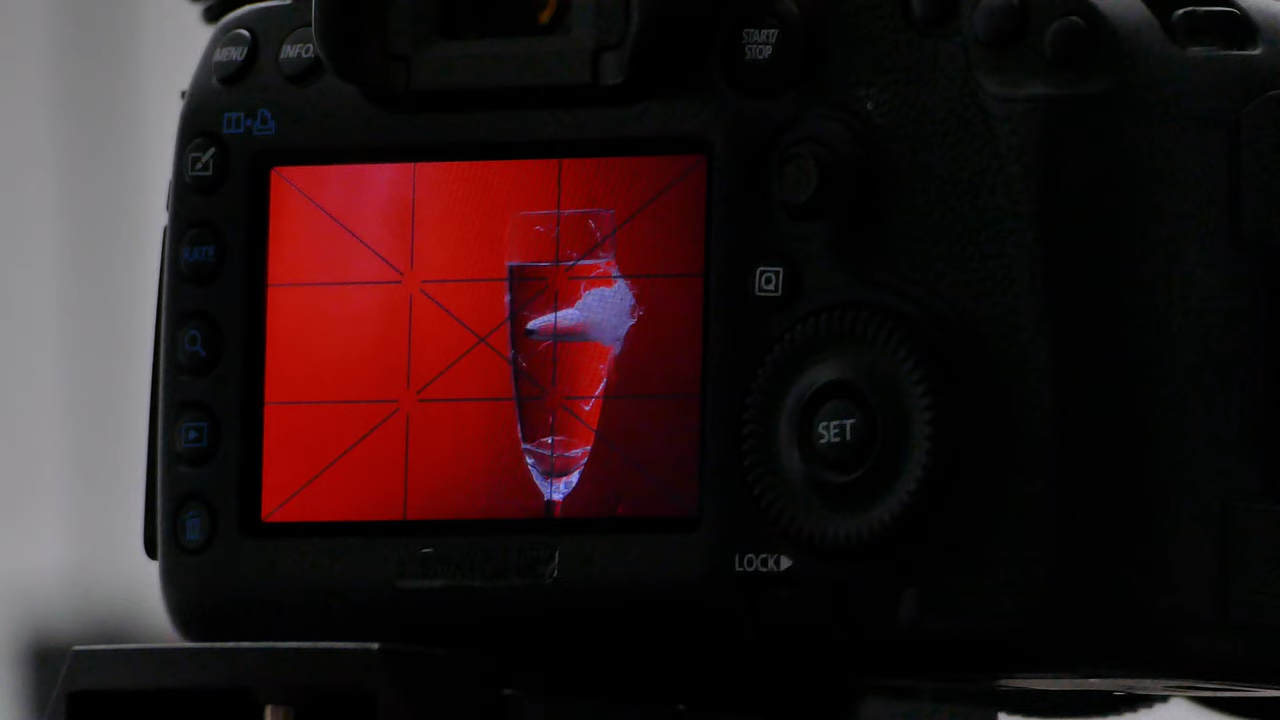 MENU
INFO.
START/
STOP
RATE
Q
SET
LOCK